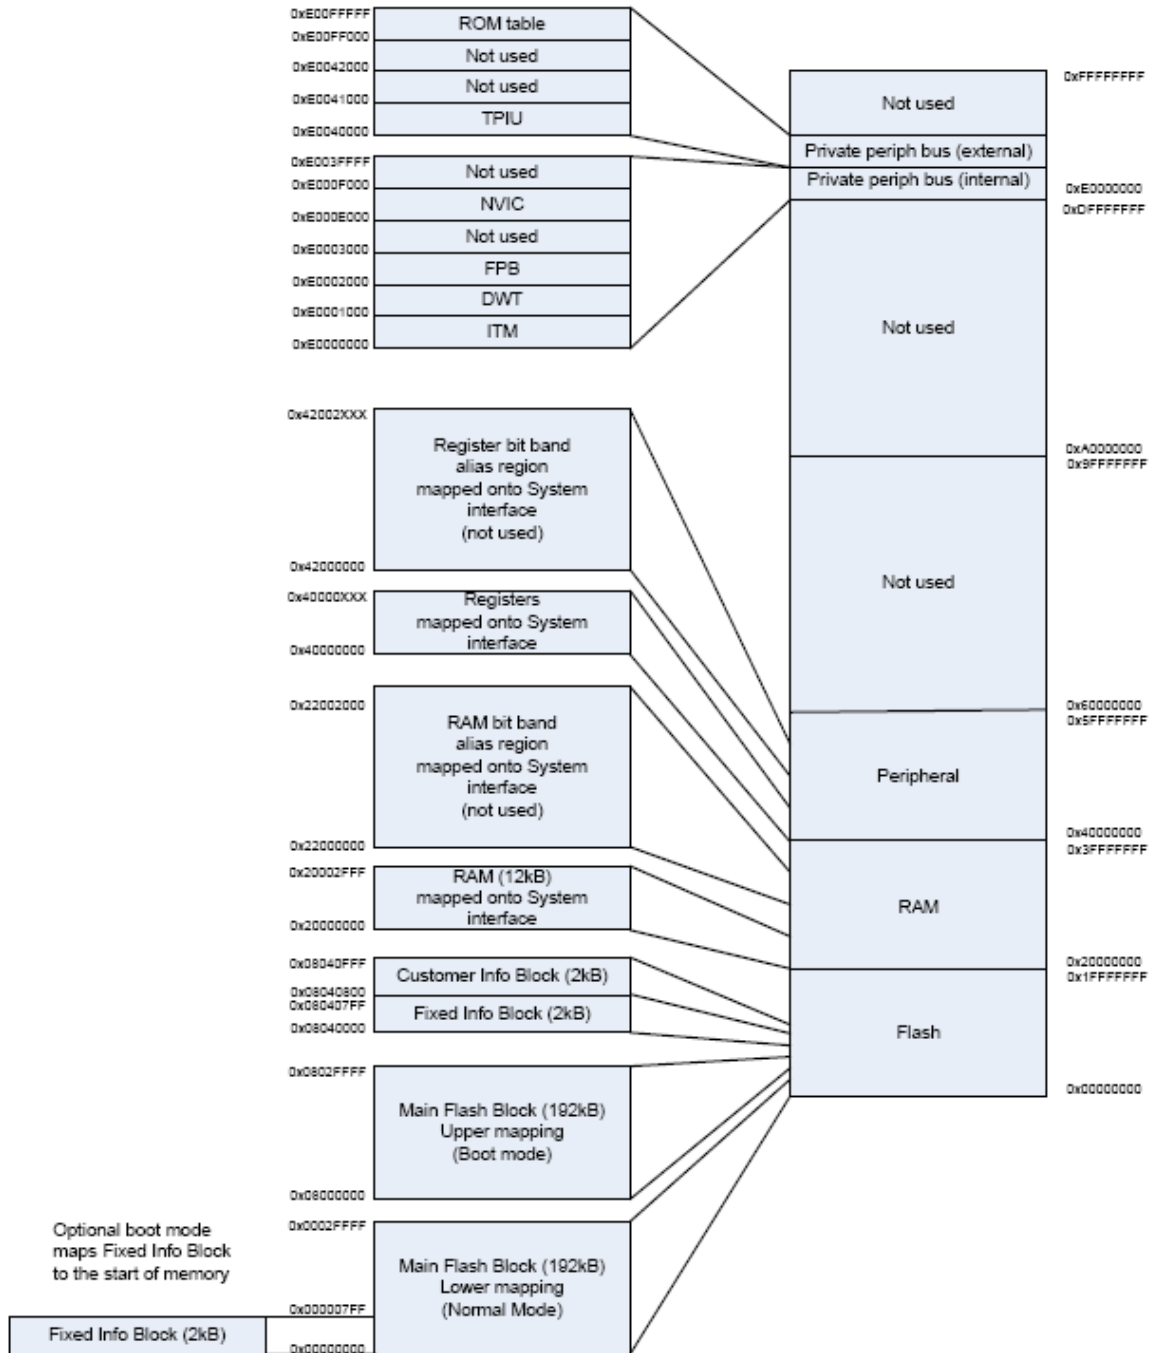 0xE00FFFFF
ROM table
0xE00FF000
Not used
0xE0042000
Not used
0xE0041000
TPIU
0xE0040000
0xE003FFFF
Not used
0xE000F000
NVIC
0xE000E000
Not used
0xE0003000
FPB
0xE0002000
DWT
0xE0001000
ITM
0xE0000000
0x42002XXX
Register bit band
alias region
mapped onto System
interface
(not used)
0x42000000
0x40000XXX
Registers
mapped onto System
interface
0x40000000
0x22002000
RAM bit band
alias region
mapped onto System
interface
(not used)
0x22000000
0x20002FFF
RAM (12kB)
mapped onto System
interface
0x20000000
0x08040FFF
Customer Info Block (2kB)
0x08040800
0x080407FF
Fixed Info Block (2kB)
0x08040000
0x0802FFFF
Main Flash Block (192kB)
Upper mapping
(Boot mode)
0x08000000
0x0002FFFF
Main Flash Block (192kB)
Lower mapping
(Normal Mode)
0x000007FF
0x00000000
Optional boot mode
maps Fixed Info Block
to the start of memory
Fixed Info Block (2kB)
0xFFFFFFFF
Not used
Private periph bus (external)
Private periph bus (internal)
0xE0000000
0xDFFFFFFF
Not used
0xA0000000
0x9FFFFFFF
Not used
0x60000000
0x5FFFFFFF
Peripheral
0x40000000
0x3FFFFFFF
RAM
0x20000000
0x1FFFFFFF
Flash
0x00000000